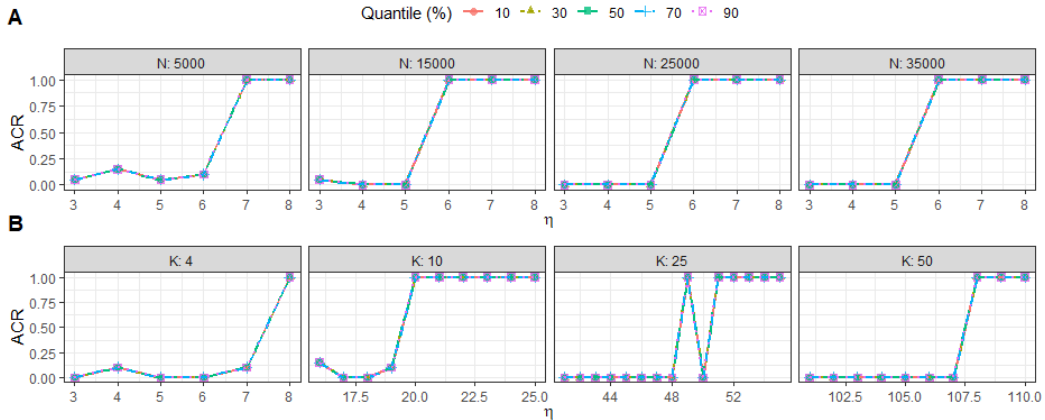 A
Quantile (%) 10 30 50 70 90
N: 5000 N: 15000 N: 25000 N: 35000
1.00
0.75
0.50
0.25
0.00
ACR
3 4 5 6 7 8 3 4 5 6 7 8 3 4 5 6 7 8 3 4 5 6 7 8
η
B
K: 4 K: 10 K: 25 K: 50
1.00
0.75
0.50
0.25
0.00
ACR
3 4 5 6 7 8 17.5 20.0 22.5 25.0 44 48 52 102.5 105.0 107.5 110.0
η